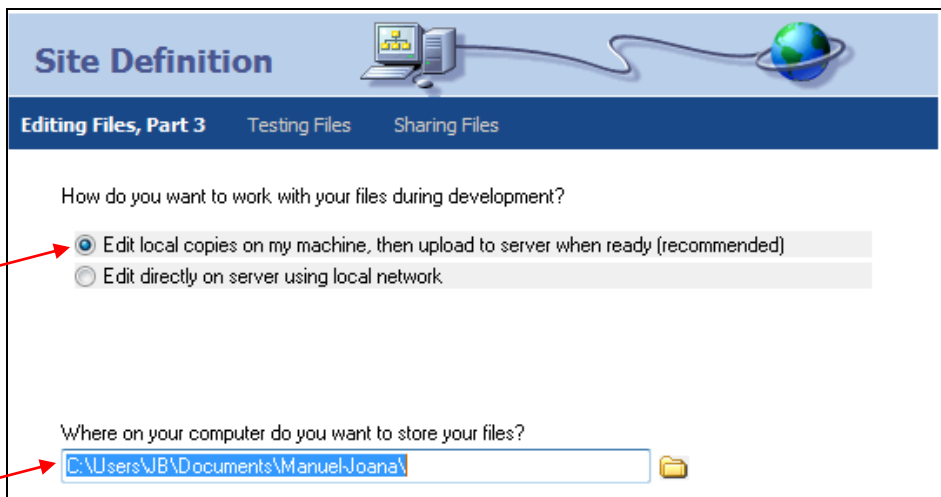 Site Definition
Editing Files, Part 3 Testing Files Sharing Files
How do you want to work with your files during development?
Edit local copies on my machine, then upload to server when ready (recommended)
Edit directly on server using local network
Where on your computer do you want to store your files?
C:\Users\JB\Documents\Manuel-Joana\